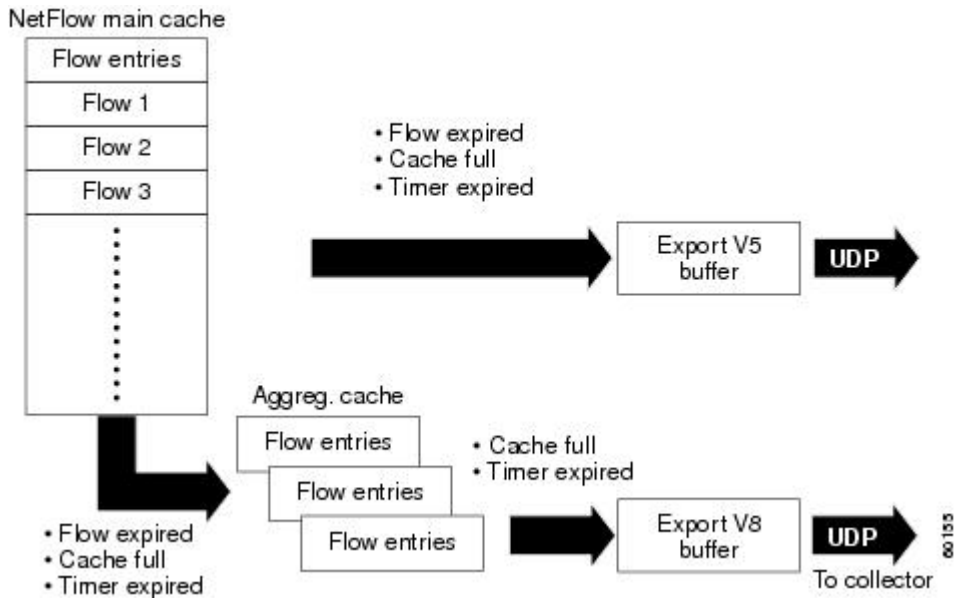 NetFlow main cache
Flow entries
Flow 1
Flow 2
Flow 3
• Flow expired
• Cache full
• Timer expired
Export V5
buffer
UDP
Aggreg. cache
Flow entries
Flow entries
Flow entries
• Flow expired
• Cache full
• Timer expired
• Cache full
• Timer expired
Export V8
buffer
UDP
To collector
60155